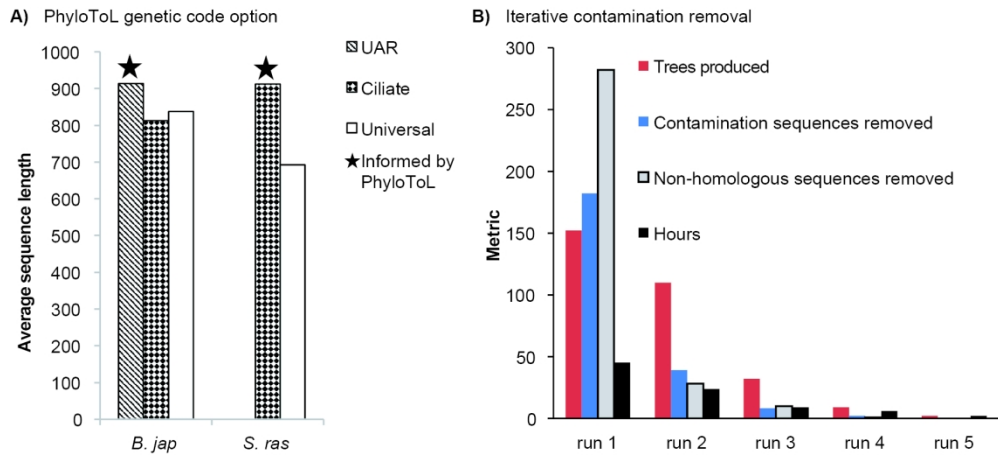 A) PhyloToL genetic code option
Average sequence length
1000
900
800
700
600
500
400
300
200
100
0
B. jap
S. ras
UAR
Ciliate
Universal
★Informed by
PhyloToL
B) Iterative contamination removal
Metric
300
250
200
150
100
50
0
Trees produced
Contamination sequences removed
Non-homologous sequences removed
Hours
run 1
run 2
run 3
run 4
run 5